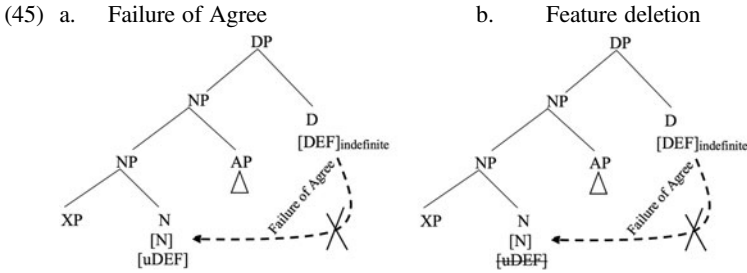 (45) a. Failure of Agree b. Feature deletion
DP DP
NP D NP D
[DEF]indefinite [DEF]indefinite
NP AP NP AP
Failure of Agree Failure of Agree
XP N XP N
[N] [N]
[uDEF] [uDEF]